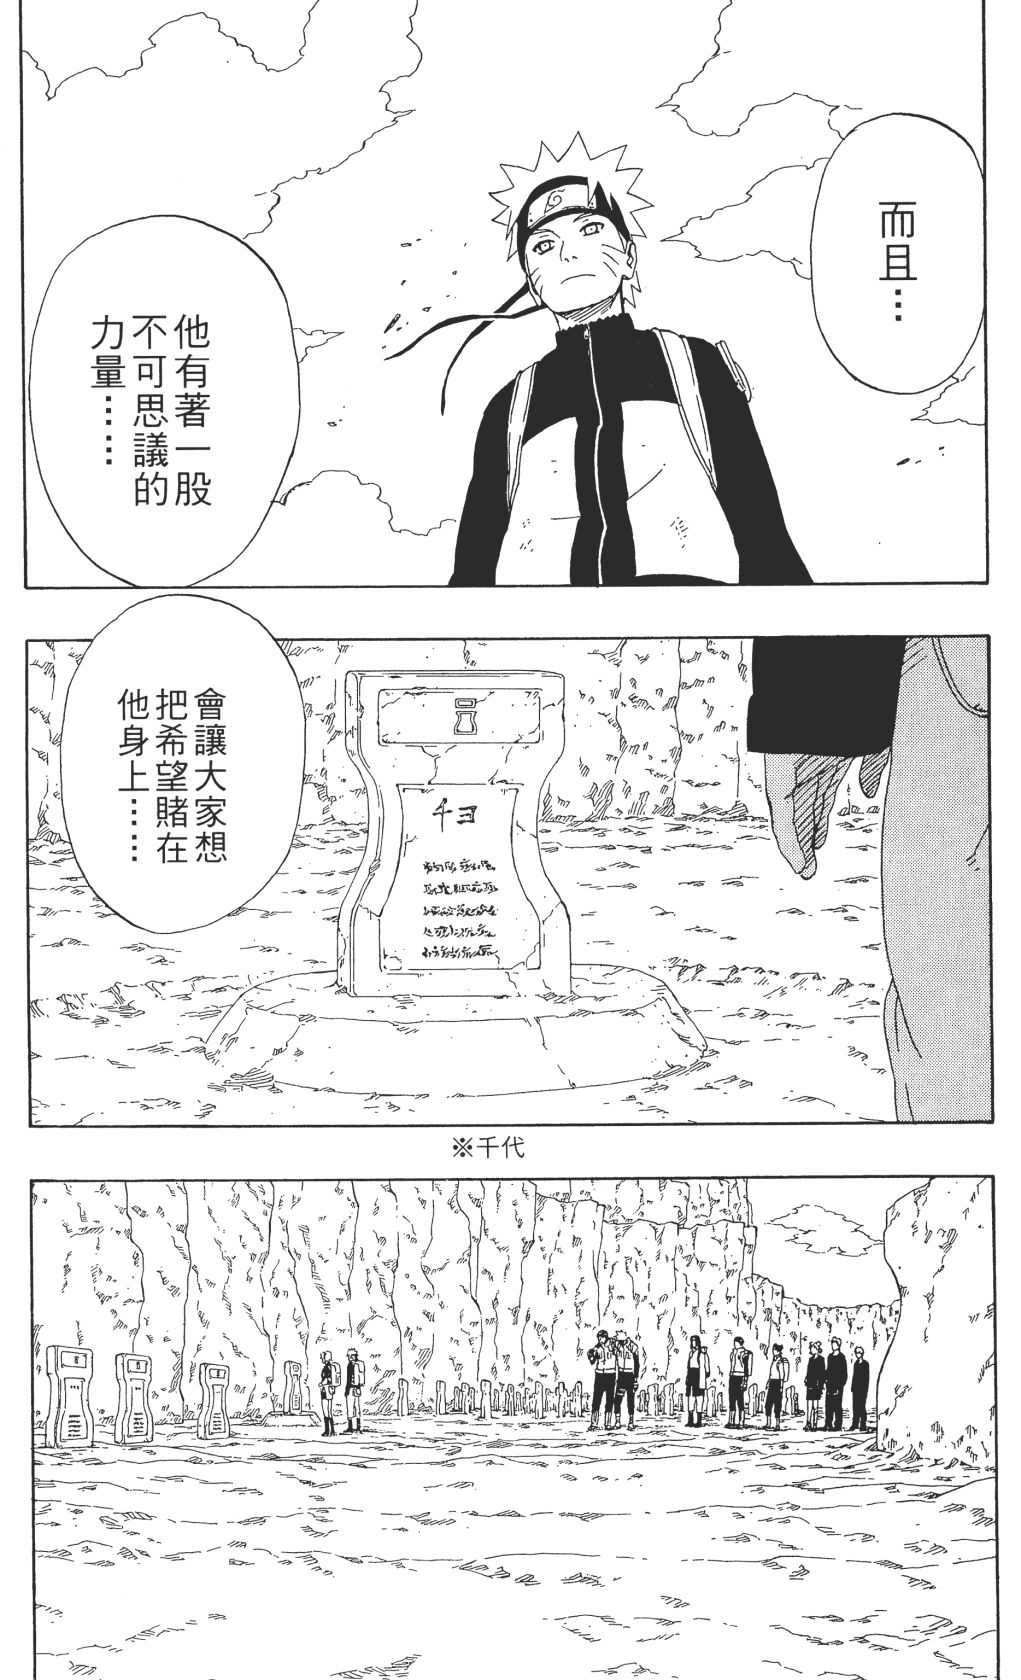 而且…
他有著一股
不可思議的
力量……
會讓大家想
把希望賭在
他身上……
千ヨ
※千代